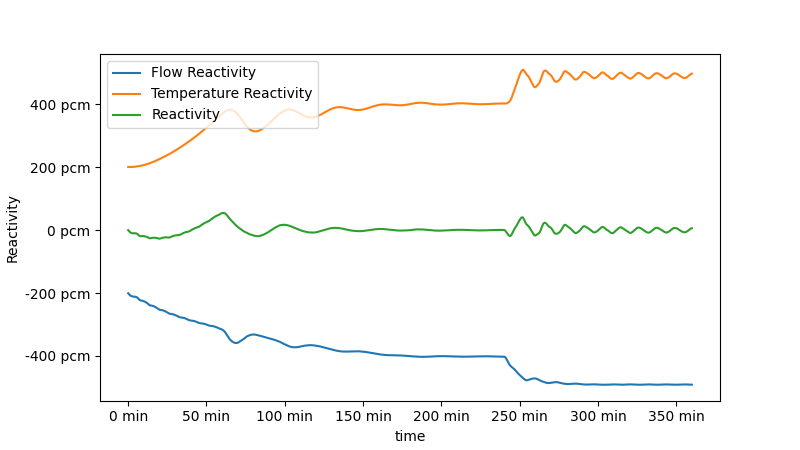 Flow Reactivity
Temperature Reactivity
Reactivity
400 pcm
200 pcm
0 pcm
-200 pcm
-400 pcm
Reactivity
0 min
50 min
100 min
150 min
200 min
250 min
300 min
350 min
time